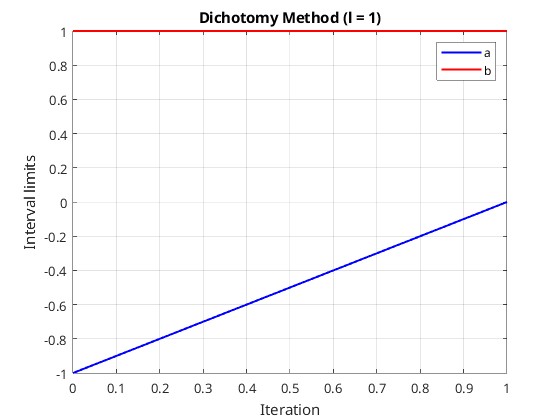 Dichotomy Method (l = 1)
1
0.8
0.6
0.4
0.2
0
-0.2
-0.4
-0.6
-0.8
-1
Interval limits
a
b
0 0.1 0.2 0.3 0.4 0.5 0.6 0.7 0.8 0.9 1
Iteration